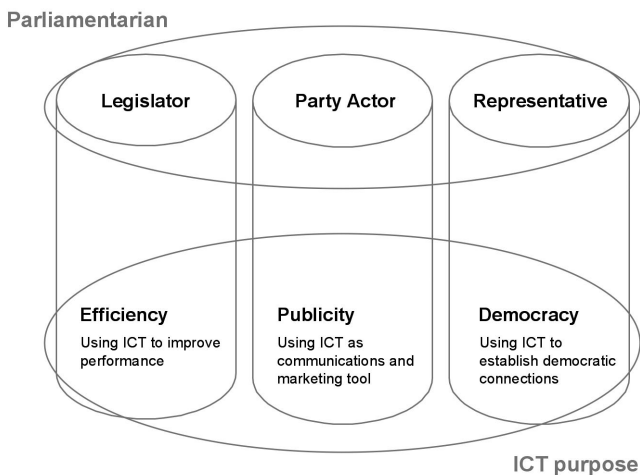 Parliamentarian
Legislator
Party Actor
Representative
Efficiency
Using ICT to improve
performance
Publicity
Using ICT as
communications and
marketing tool
Democracy
Using ICT to
establish democratic
connections
ICT purpose